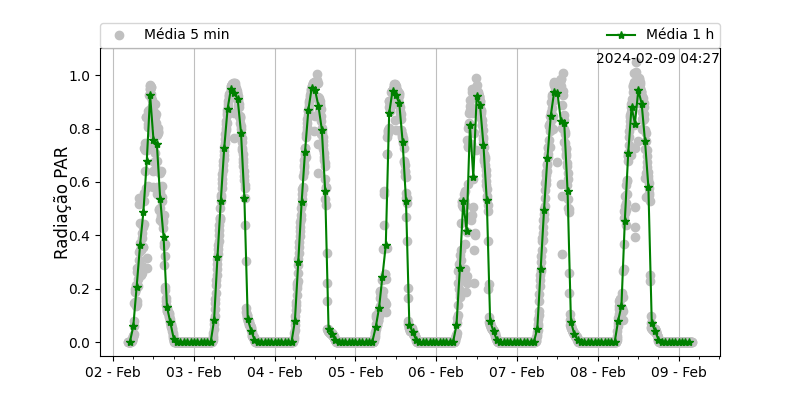 Média 5 min
Média 1 h
2024-02-09 04:27
Radiação PAR
1.0
0.8
0.6
0.4
0.2
0.0
02 - Feb
03 - Feb
04 - Feb
05 - Feb
06 - Feb
07 - Feb
08 - Feb
09 - Feb